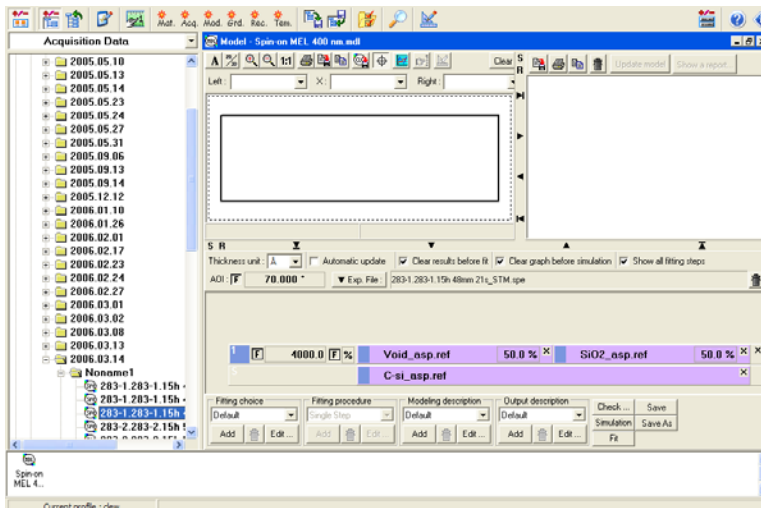 Mat. Acq. Mod. Grd. Rec. Tem.
Acquisition Data
Model - Spin-on MEL 400 nm.mdl
2005.05.10
2005.05.13
2005.05.14
2005.05.23
2005.05.24
2005.05.27
2005.05.31
2005.09.06
2005.09.13
2005.09.14
2005.12.12
2006.01.10
2006.01.26
2006.02.01
2006.02.17
2006.02.23
2006.02.24
2006.02.27
2006.03.01
2006.03.02
2006.03.08
2006.03.13
2006.03.14
Noname1
283-1.283-1.15h
283-1.283-1.15h
283-1.283-1.15h
283-2.283-2.15h
A % 1:1 Clear
S
R
Update model Show a report...
Left : X : Right :
S R
Thickness unit : Å Automatic update Clear results before fit Clear graph before simulation Show all fitting steps
AOI : F 70.000 ° Exp. File : 283-1.283-1.15h 48mm 21s_STM.spe
1 F 4000.0 F % Void_asp.ref 50.0 % X SiO2_asp.ref 50.0 % X X
C-si_asp.ref X
Fitting choice Fitting procedure Modeling description Output description
Default Single Step Default Default
Check ... Save
Simulation Save As
Add Edit... Add Edit... Add Edit... Add Edit...
Fit
Spin-on
MEL 4...
Current profile : dew